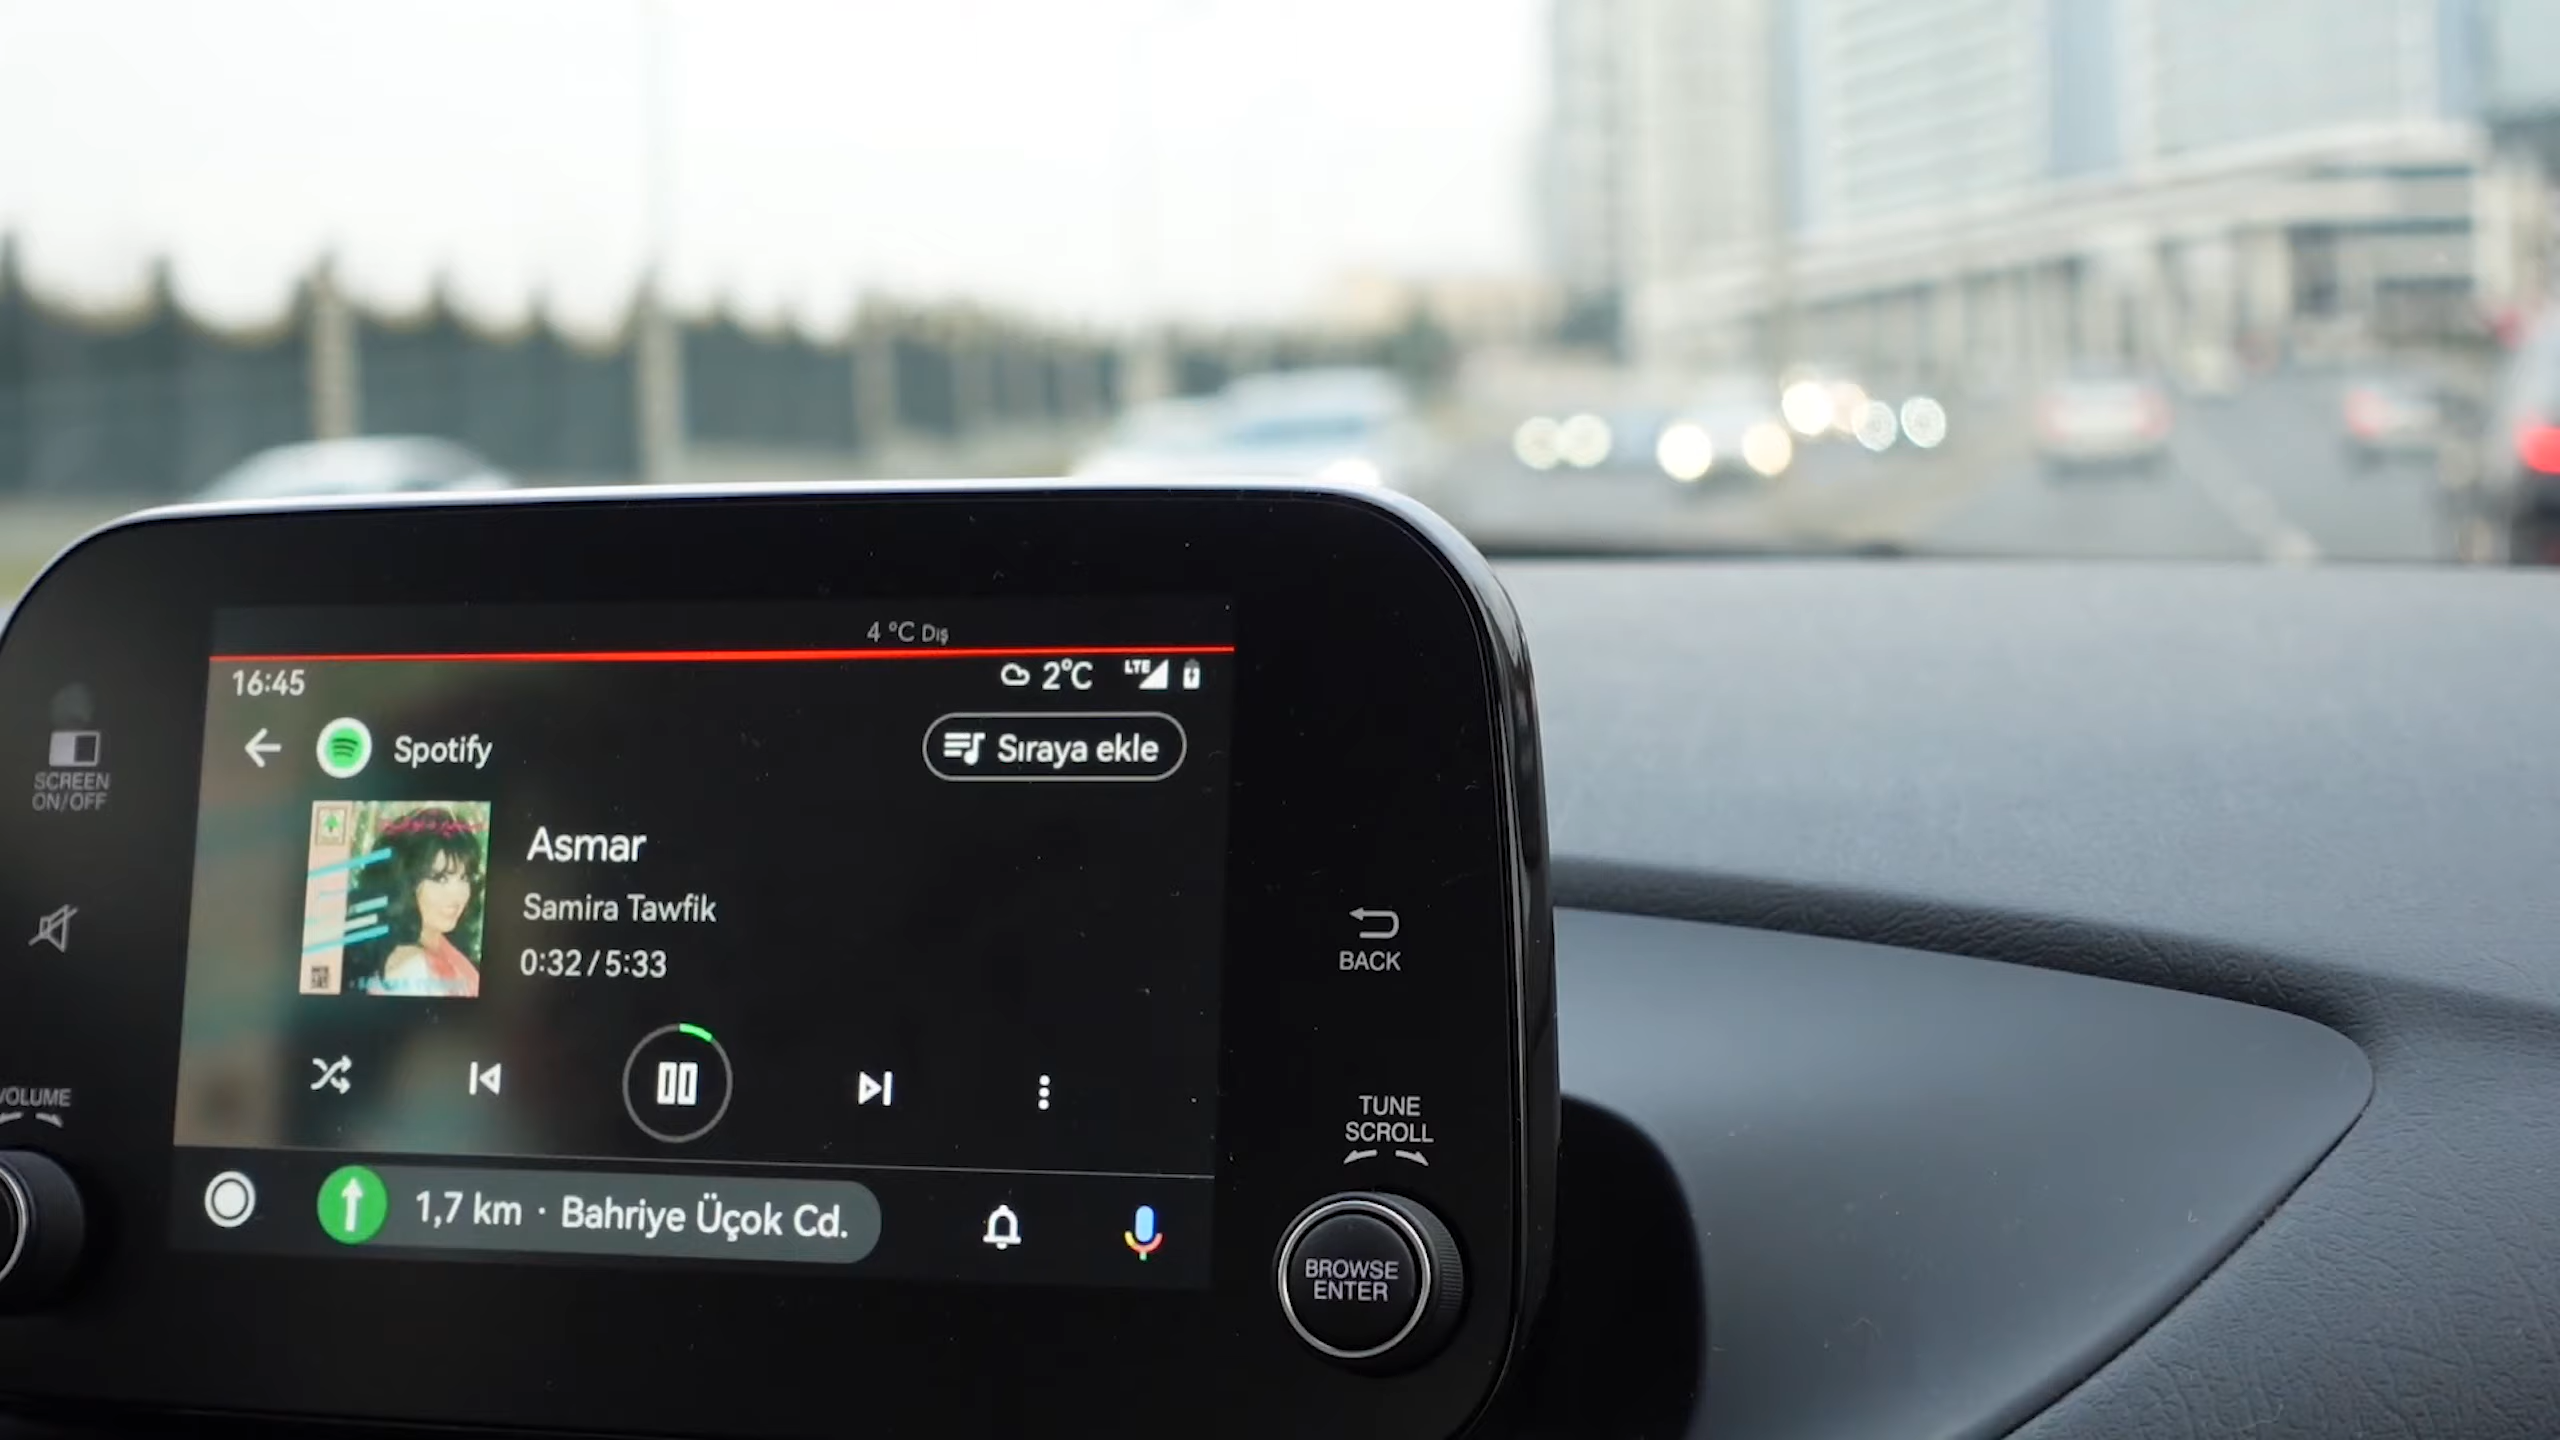 4 °C Dış
16:45
2°C
LTE
Spotify
Sıraya ekle
Asmar
Samira Tawfik
0:32 / 5:33
1,7 km · Bahriye Üçok Cd.
SCREEN
ON/OFF
VOLUME
BACK
TUNE
SCROLL
BROWSE
ENTER